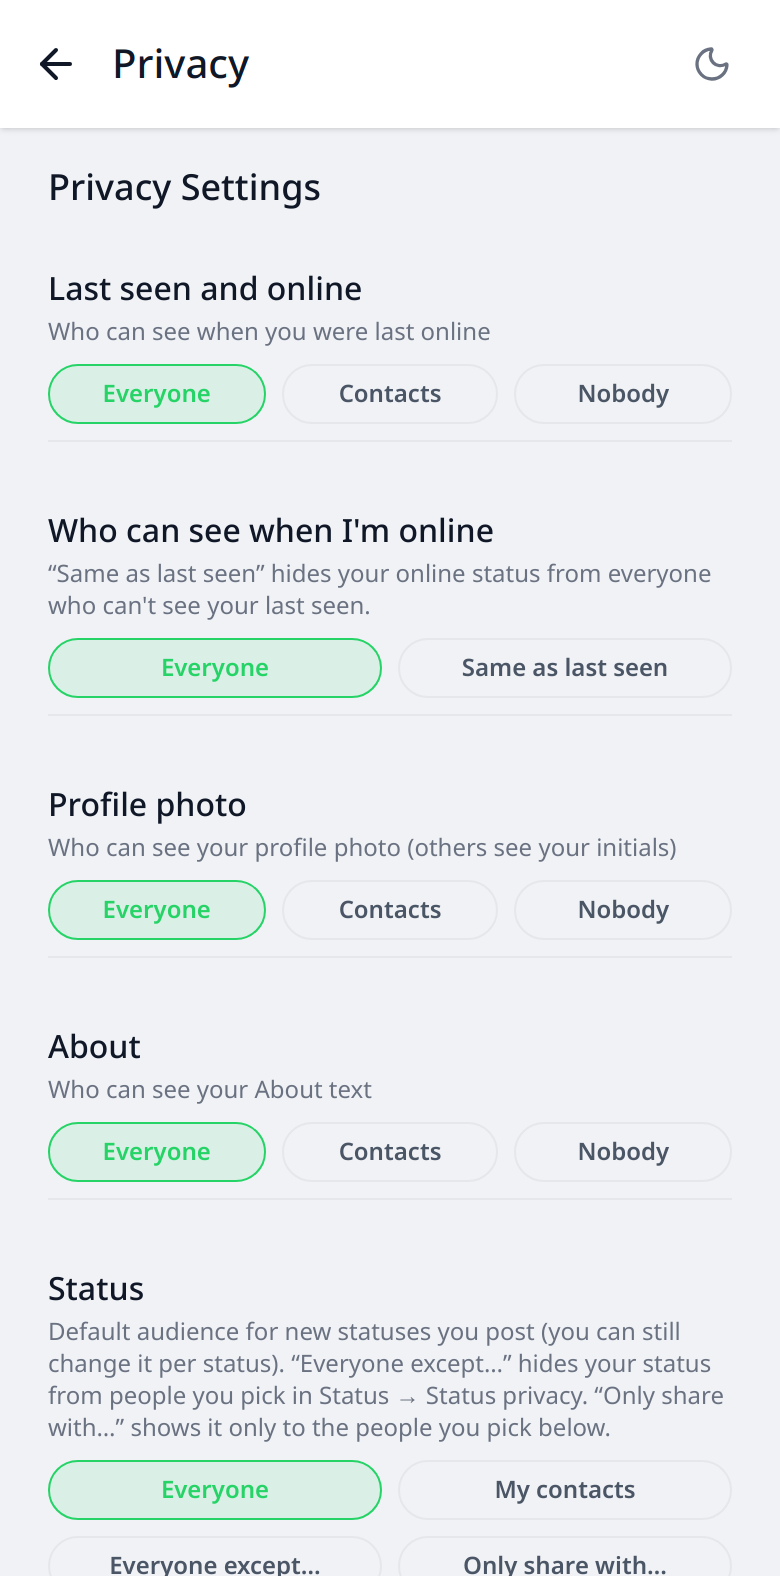 Privacy
Privacy Settings
Last seen and online
Who can see when you were last online
Everyone
Contacts
Nobody
Who can see when I'm online
“Same as last seen” hides your online status from everyone
who can't see your last seen.
Everyone
Same as last seen
Profile photo
Who can see your profile photo (others see your initials)
Everyone
Contacts
Nobody
About
Who can see your About text
Everyone
Contacts
Nobody
Status
Default audience for new statuses you post (you can still
change it per status). “Everyone except…” hides your status
from people you pick in Status → Status privacy. “Only share
with…” shows it only to the people you pick below.
Everyone
My contacts
Everyone except…
Only share with…